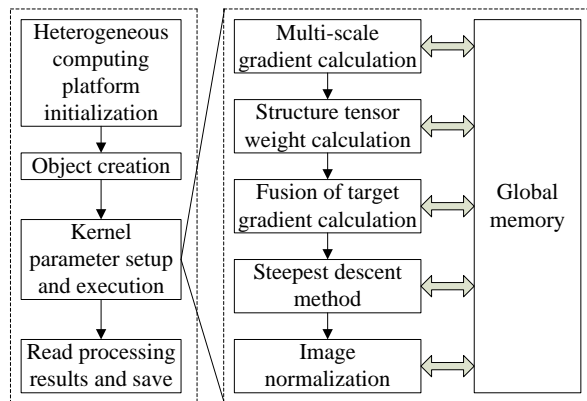 Heterogeneous
computing
platform
initialization
Object creation
Kernel
parameter setup
and execution
Read processing
results and save
Multi-scale
gradient calculation
Structure tensor
weight calculation
Fusion of target
gradient calculation
Steepest descent
method
Image
normalization
Global
memory